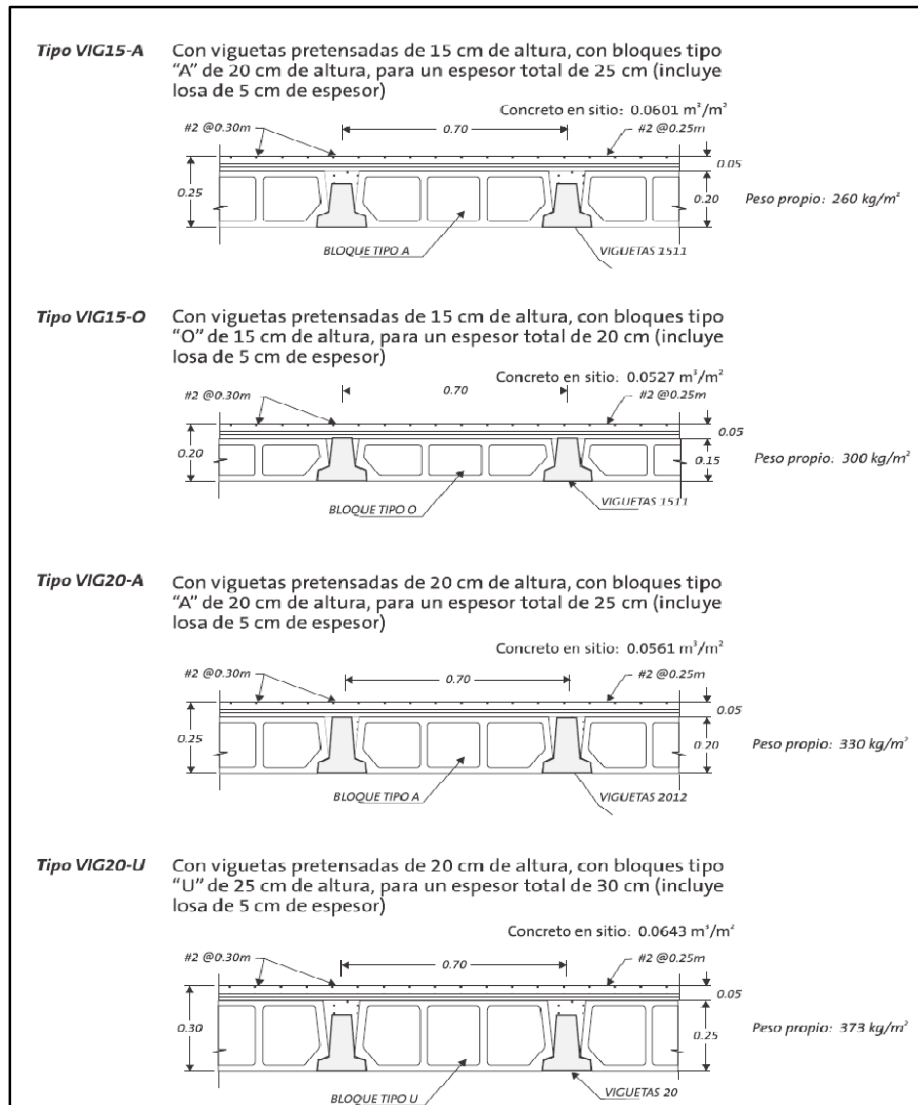 Tipo VIG15-A Con viguetas pretensadas de 15 cm de altura, con bloques tipo
“A” de 20 cm de altura, para un espesor total de 25 cm (incluye
losa de 5 cm de espesor)
Concreto en sitio: 0.0601 m³/m²
#2 @0.30m 0.70 #2 @0.25m
0.05
0.25
0.20 Peso propio: 260 kg/m²
BLOQUE TIPO A VIGUETAS 1511
Tipo VIG15-O Con viguetas pretensadas de 15 cm de altura, con bloques tipo
“O” de 15 cm de altura, para un espesor total de 20 cm (incluye
losa de 5 cm de espesor)
Concreto en sitio: 0.0527 m³/m²
#2 @0.30m 0.70 #2 @0.25m
0.05
0.20
0.15 Peso propio: 300 kg/m²
BLOQUE TIPO O VIGUETAS 1511
Tipo VIG20-A Con viguetas pretensadas de 20 cm de altura, con bloques tipo
“A” de 20 cm de altura, para un espesor total de 25 cm (incluye
losa de 5 cm de espesor)
Concreto en sitio: 0.0561 m³/m²
#2 @0.30m 0.70 #2 @0.25m
0.05
0.25
0.20 Peso propio: 330 kg/m²
BLOQUE TIPO A VIGUETAS 2012
Tipo VIG20-U Con viguetas pretensadas de 20 cm de altura, con bloques tipo
“U” de 25 cm de altura, para un espesor total de 30 cm (incluye
losa de 5 cm de espesor)
Concreto en sitio: 0.0643 m³/m²
#2 @0.30m 0.70 #2 @0.25m
0.05
0.30
0.25 Peso propio: 373 kg/m²
BLOQUE TIPO U VIGUETAS 20